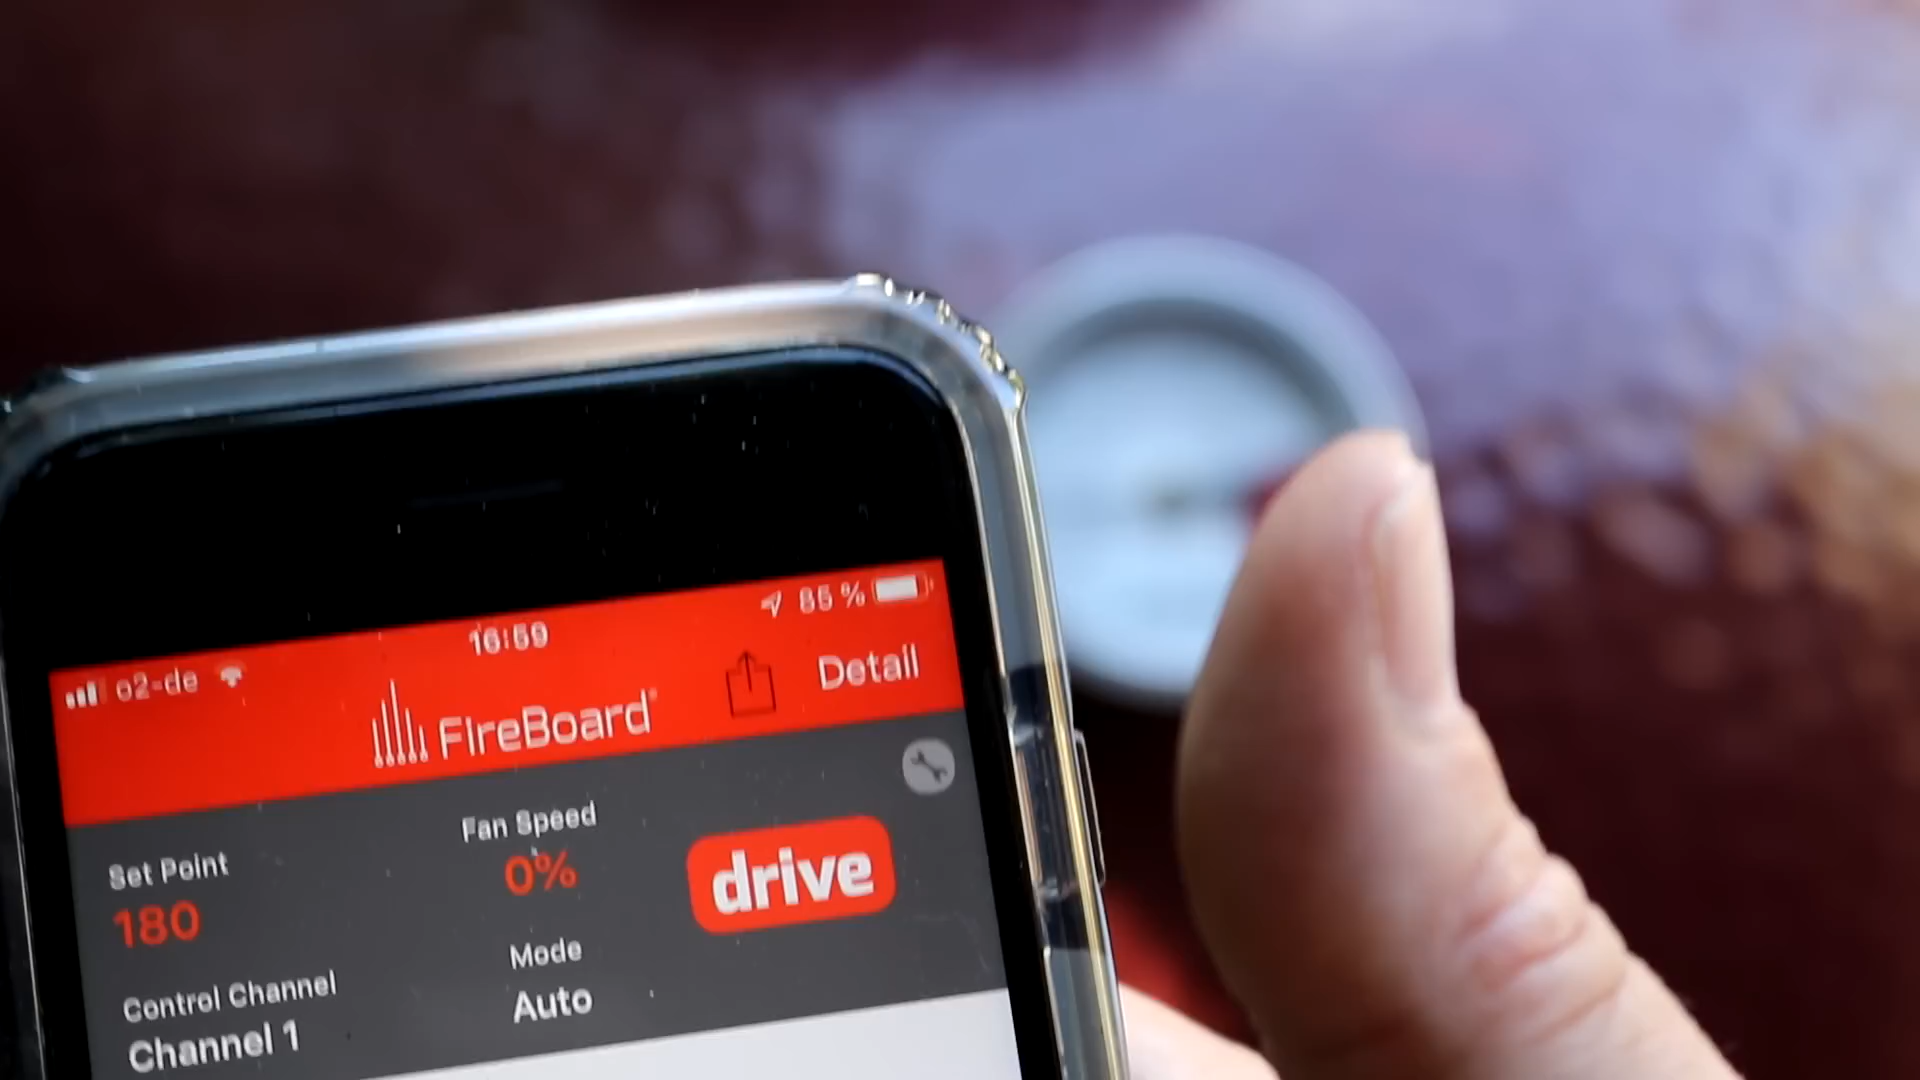 o2-de
16:59
85 %
FireBoard
Detail
Set Point
180
Fan Speed
0%
drive
Control Channel
Channel 1
Mode
Auto